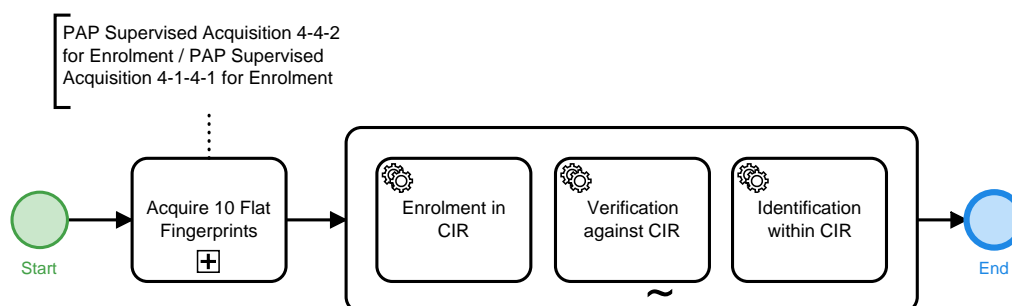 PAP Supervised Acquisition 4-4-2
for Enrolment / PAP Supervised
Acquisition 4-1-4-1 for Enrolment
Acquire 10 Flat
Fingerprints
Enrolment in
CIR
Verification
against CIR
Identification
within CIR
Start
End